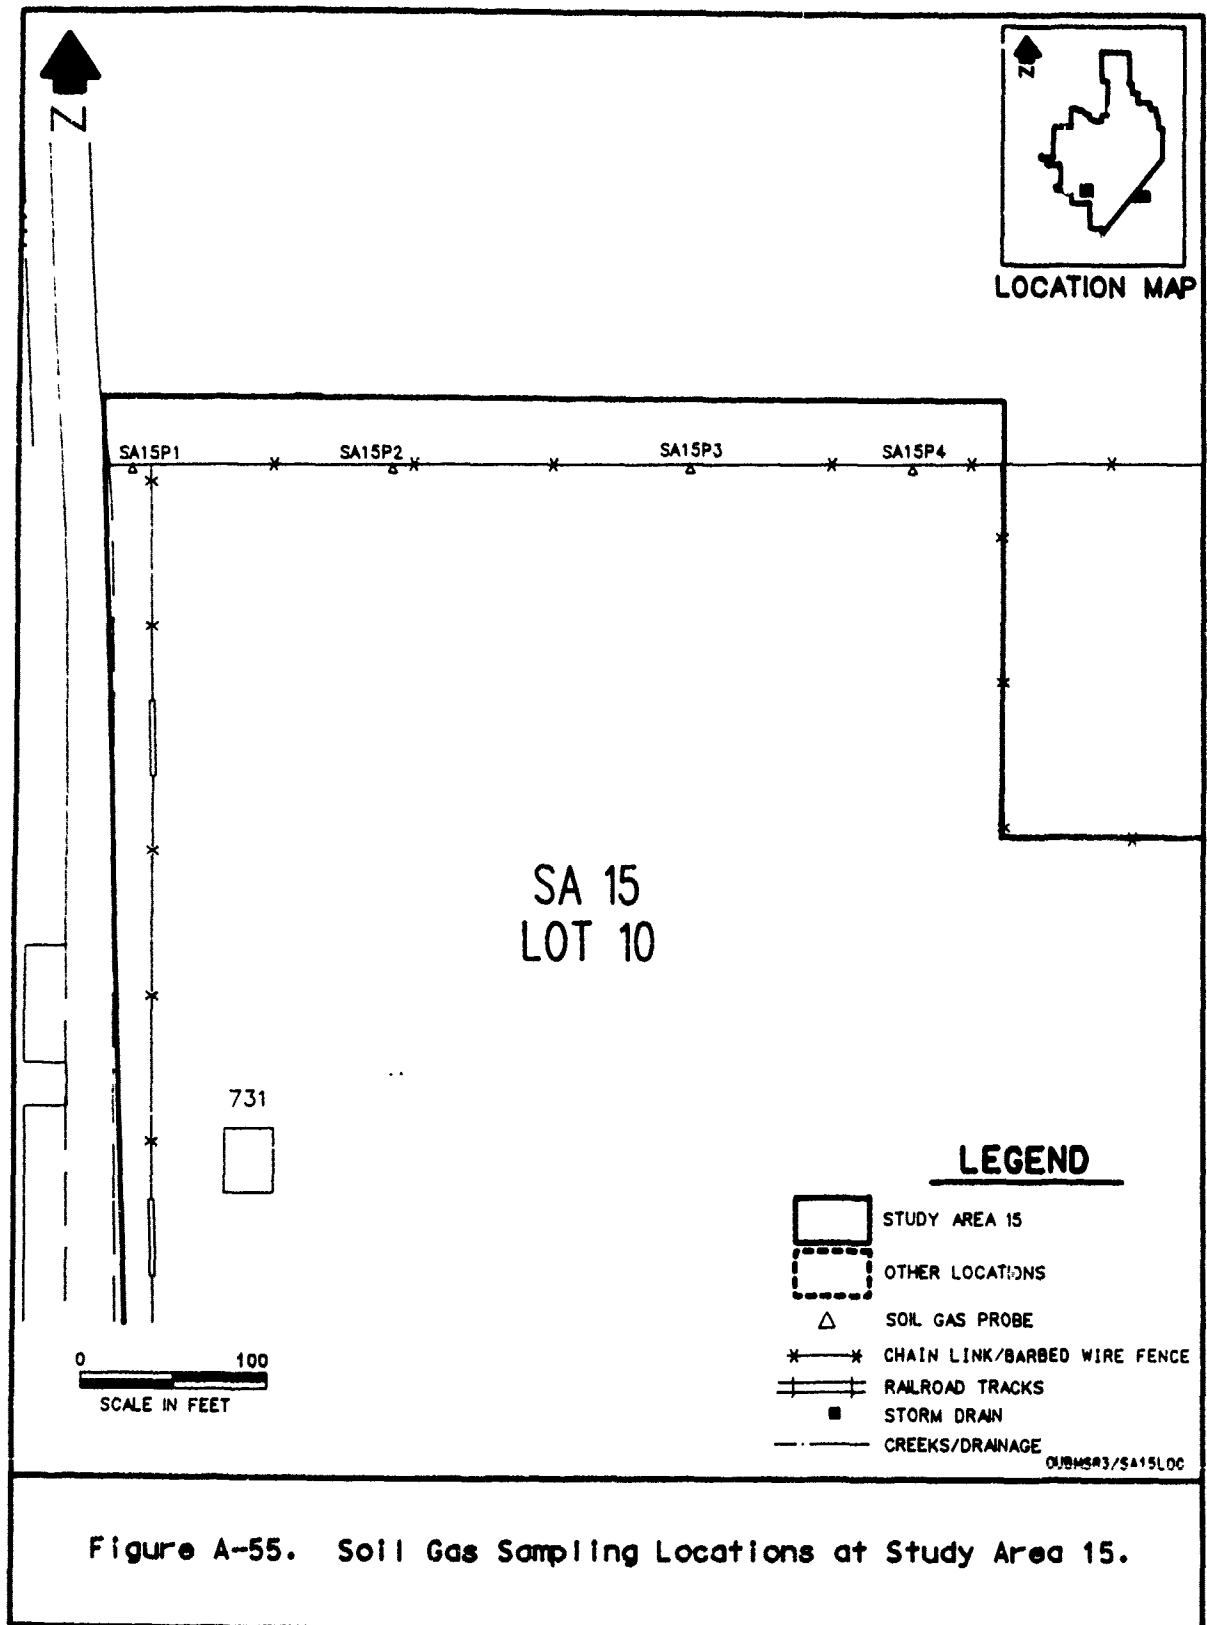 N
N
LOCATION MAP
SA15P1
SA15P2
SA15P3
SA15P4
SA 15
LOT 10
731
LEGEND
STUDY AREA 15
OTHER LOCATIONS
SOIL GAS PROBE
CHAIN LINK/BARBED WIRE FENCE
RAILROAD TRACKS
STORM DRAIN
CREEKS/DRAINAGE
0 100
SCALE IN FEET
Figure A-55. Soil Gas Sampling Locations at Study Area 15.